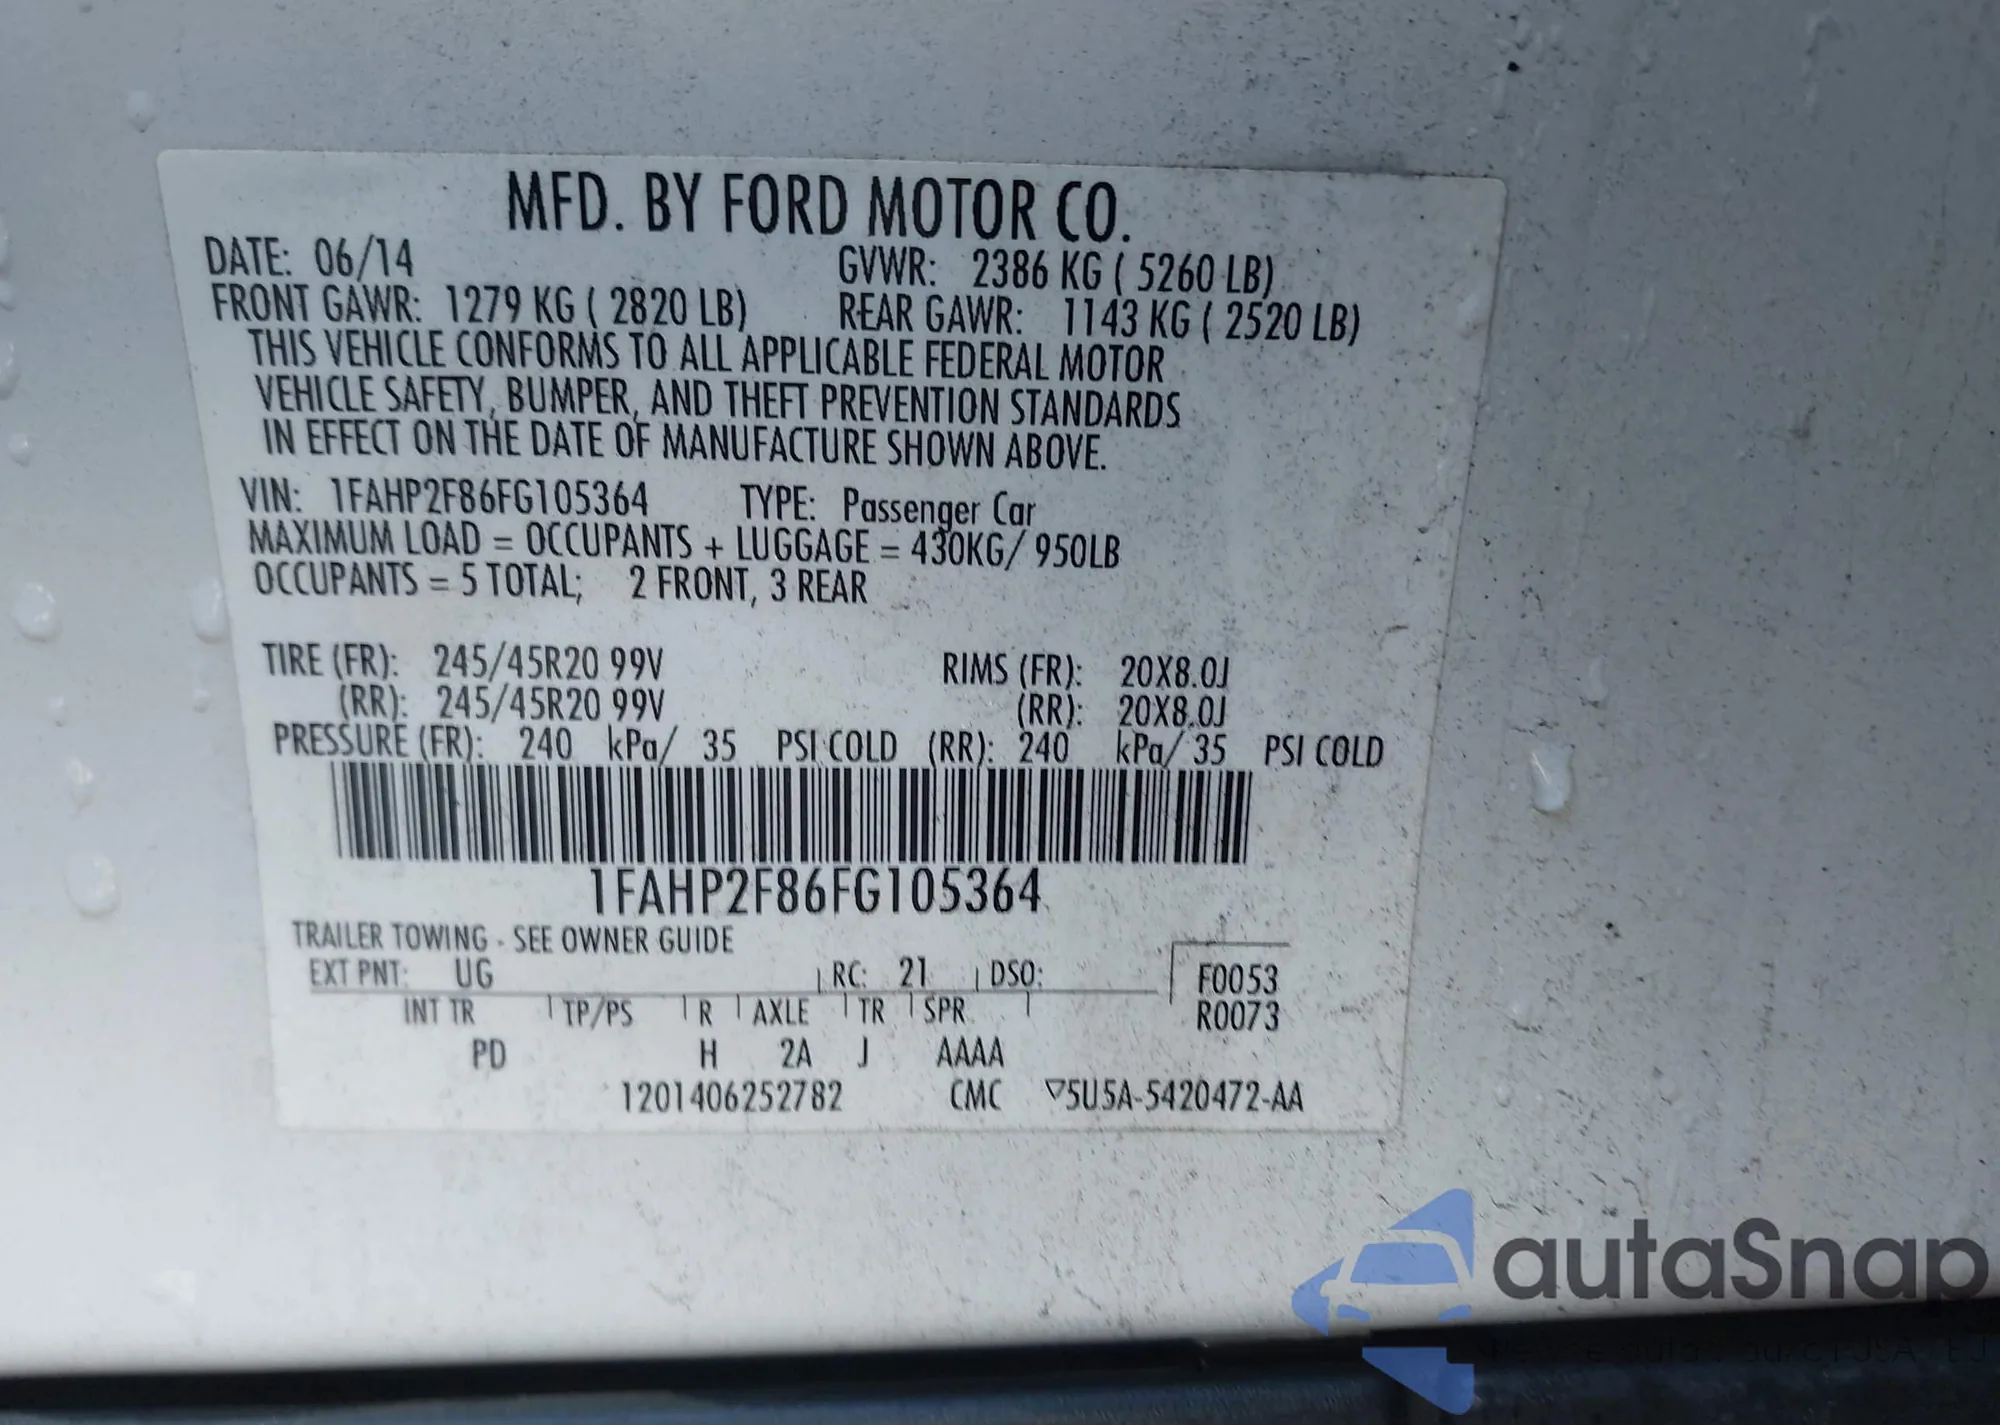 MFD. BY FORD MOTOR CO.
DATE: 06/14 GVWR: 2386 KG ( 5260 LB)
FRONT GAWR: 1279 KG ( 2820 LB) REAR GAWR: 1143 KG ( 2520 LB)
THIS VEHICLE CONFORMS TO ALL APPLICABLE FEDERAL MOTOR
VEHICLE SAFETY, BUMPER, AND THEFT PREVENTION STANDARDS
IN EFFECT ON THE DATE OF MANUFACTURE SHOWN ABOVE.
VIN: 1FAHP2F86FG105364 TYPE: Passenger Car
MAXIMUM LOAD = OCCUPANTS + LUGGAGE = 430KG/ 950LB
OCCUPANTS = 5 TOTAL; 2 FRONT, 3 REAR
TIRE (FR): 245/45R20 99V RIMS (FR): 20X8.0J
(RR): 245/45R20 99V (RR): 20X8.0J
PRESSURE (FR): 240 kPa/ 35 PSI COLD (RR): 240 kPa/ 35 PSI COLD
1FAHP2F86FG105364
TRAILER TOWING - SEE OWNER GUIDE
EXT PNT: UG RC: 21 DSO: F0053
INT TR TP/PS R AXLE TR SPR R0073
PD H 2A J AAAA
1201406252782 CMC ▽5U5A-5420472-AA
autaSnap